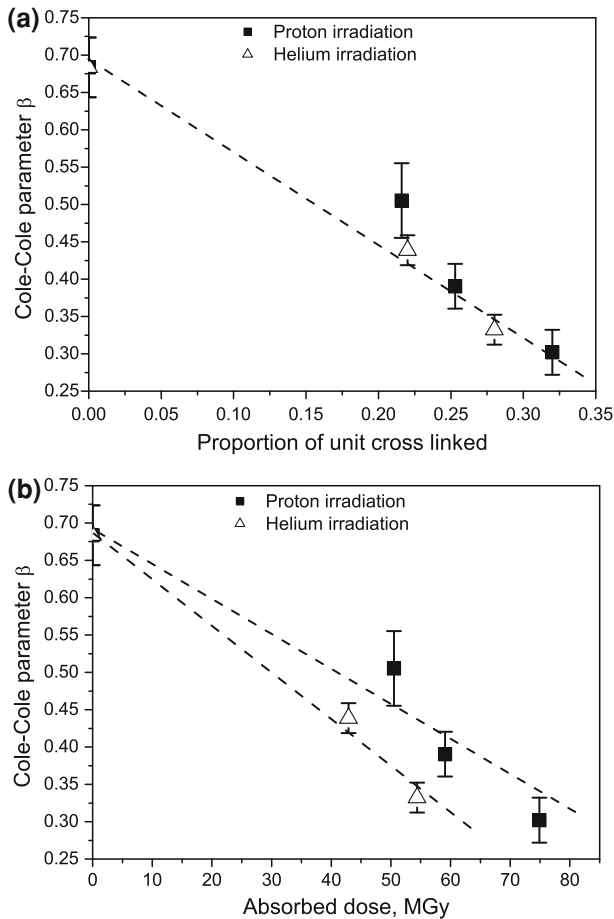 (a)
0.75
0.70
0.65
0.60
0.55
0.50
0.45
0.40
0.35
0.30
0.25
Cole-Cole parameter β
Proton irradiation
Helium irradiation
0.00 0.05 0.10 0.15 0.20 0.25 0.30 0.35
Proportion of unit cross linked
(b)
0.75
0.70
0.65
0.60
0.55
0.50
0.45
0.40
0.35
0.30
0.25
Cole-Cole parameter β
Proton irradiation
Helium irradiation
0 10 20 30 40 50 60 70 80
Absorbed dose, MGy